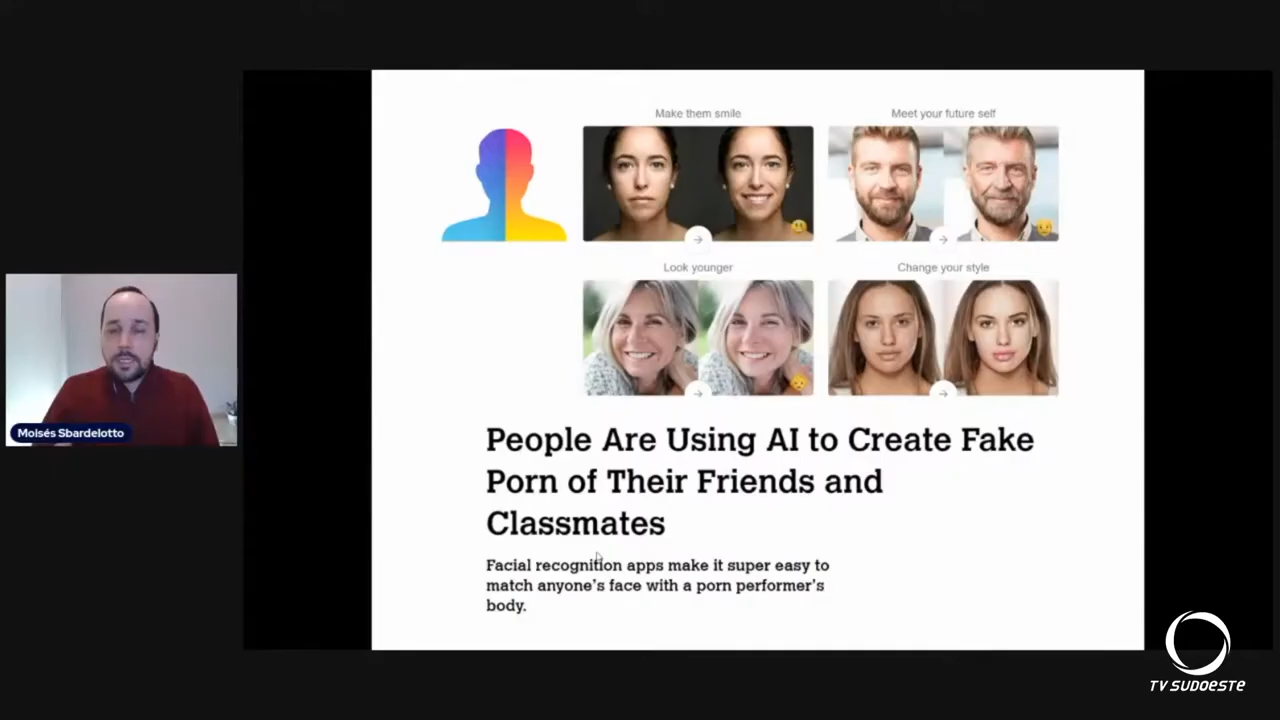 Make them smile
Meet your future self
Look younger
Change your style
People Are Using AI to Create Fake
Porn of Their Friends and
Classmates
Facial recognition apps make it super easy to
match anyone's face with a porn performer's
body.
Moisés Sbardelotto
TV SUDOESTE